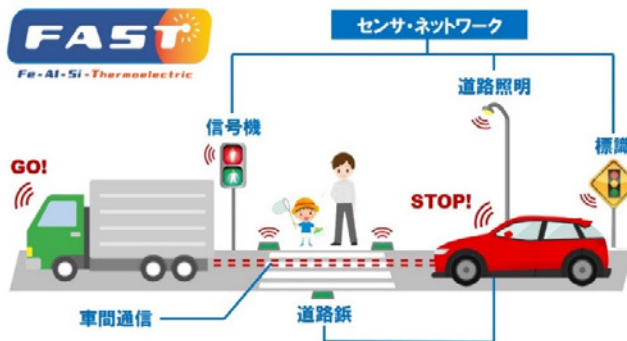 FAST
Fe-Al-Si-Thermoelectric
センサ・ネットワーク
道路照明
信号機
標識
GO!
STOP!
車間通信
道路鋲